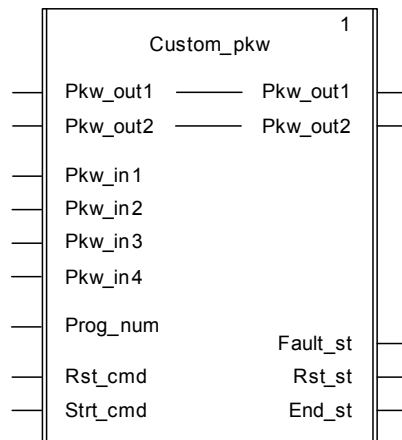 1
Custom_pkw
Pkw_out1 Pkw_out1
Pkw_out2 Pkw_out2
Pkw_in1
Pkw_in2
Pkw_in3
Pkw_in4
Prog_num
Fault_st
Rst_cmd Rst_st
Strt_cmd End_st